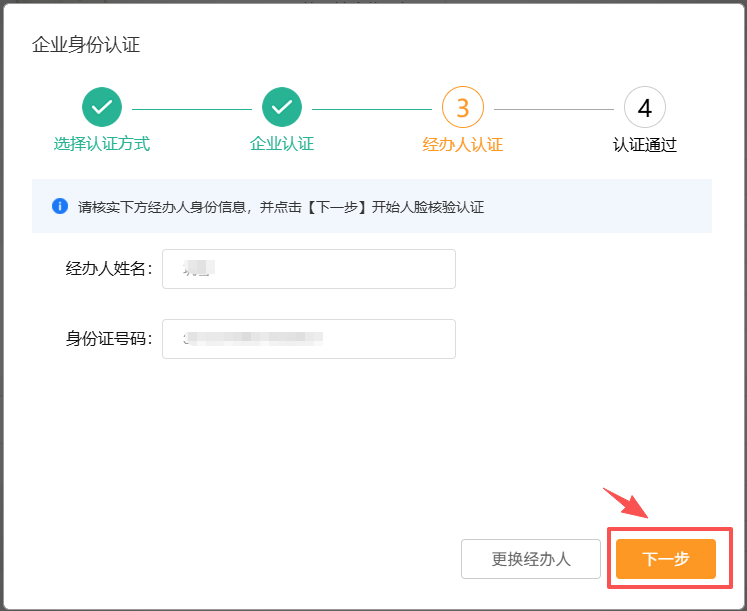 企业身份认证
3
4
选择认证方式
企业认证
经办人认证
认证通过
请核实下方经办人身份信息，并点击【下一步】开始人脸核验认证
经办人姓名：
身份证号码：
更换经办人
下一步